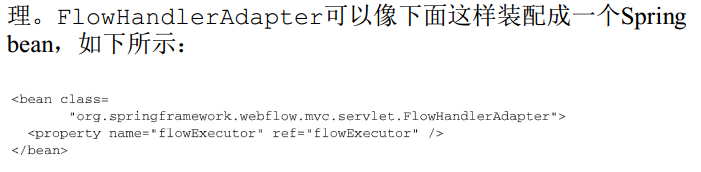 理。FlowHandlerAdapter可以像下面这样装配成一个Spring
bean，如下所示：
<bean class=
"org.springframework.webflow.mvc.servlet.FlowHandlerAdapter">
<property name="flowExecutor" ref="flowExecutor" />
</bean>